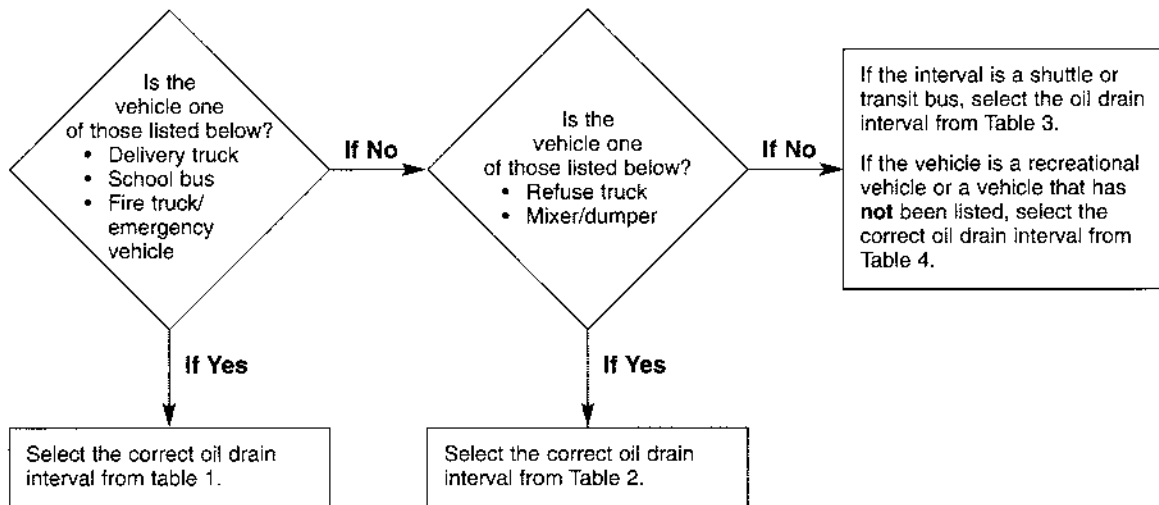 Is the
vehicle one
of those listed below?
• Delivery truck
• School bus
• Fire truck/
emergency
vehicle
If No
Is the
vehicle one
of those listed below?
• Refuse truck
• Mixer/dumper
If No
If the interval is a shuttle or
transit bus, select the oil drain
interval from Table 3.
If the vehicle is a recreational
vehicle or a vehicle that has
not been listed, select the
correct oil drain interval from
Table 4.
If Yes
If Yes
Select the correct oil drain
interval from table 1.
Select the correct oil drain
interval from Table 2.